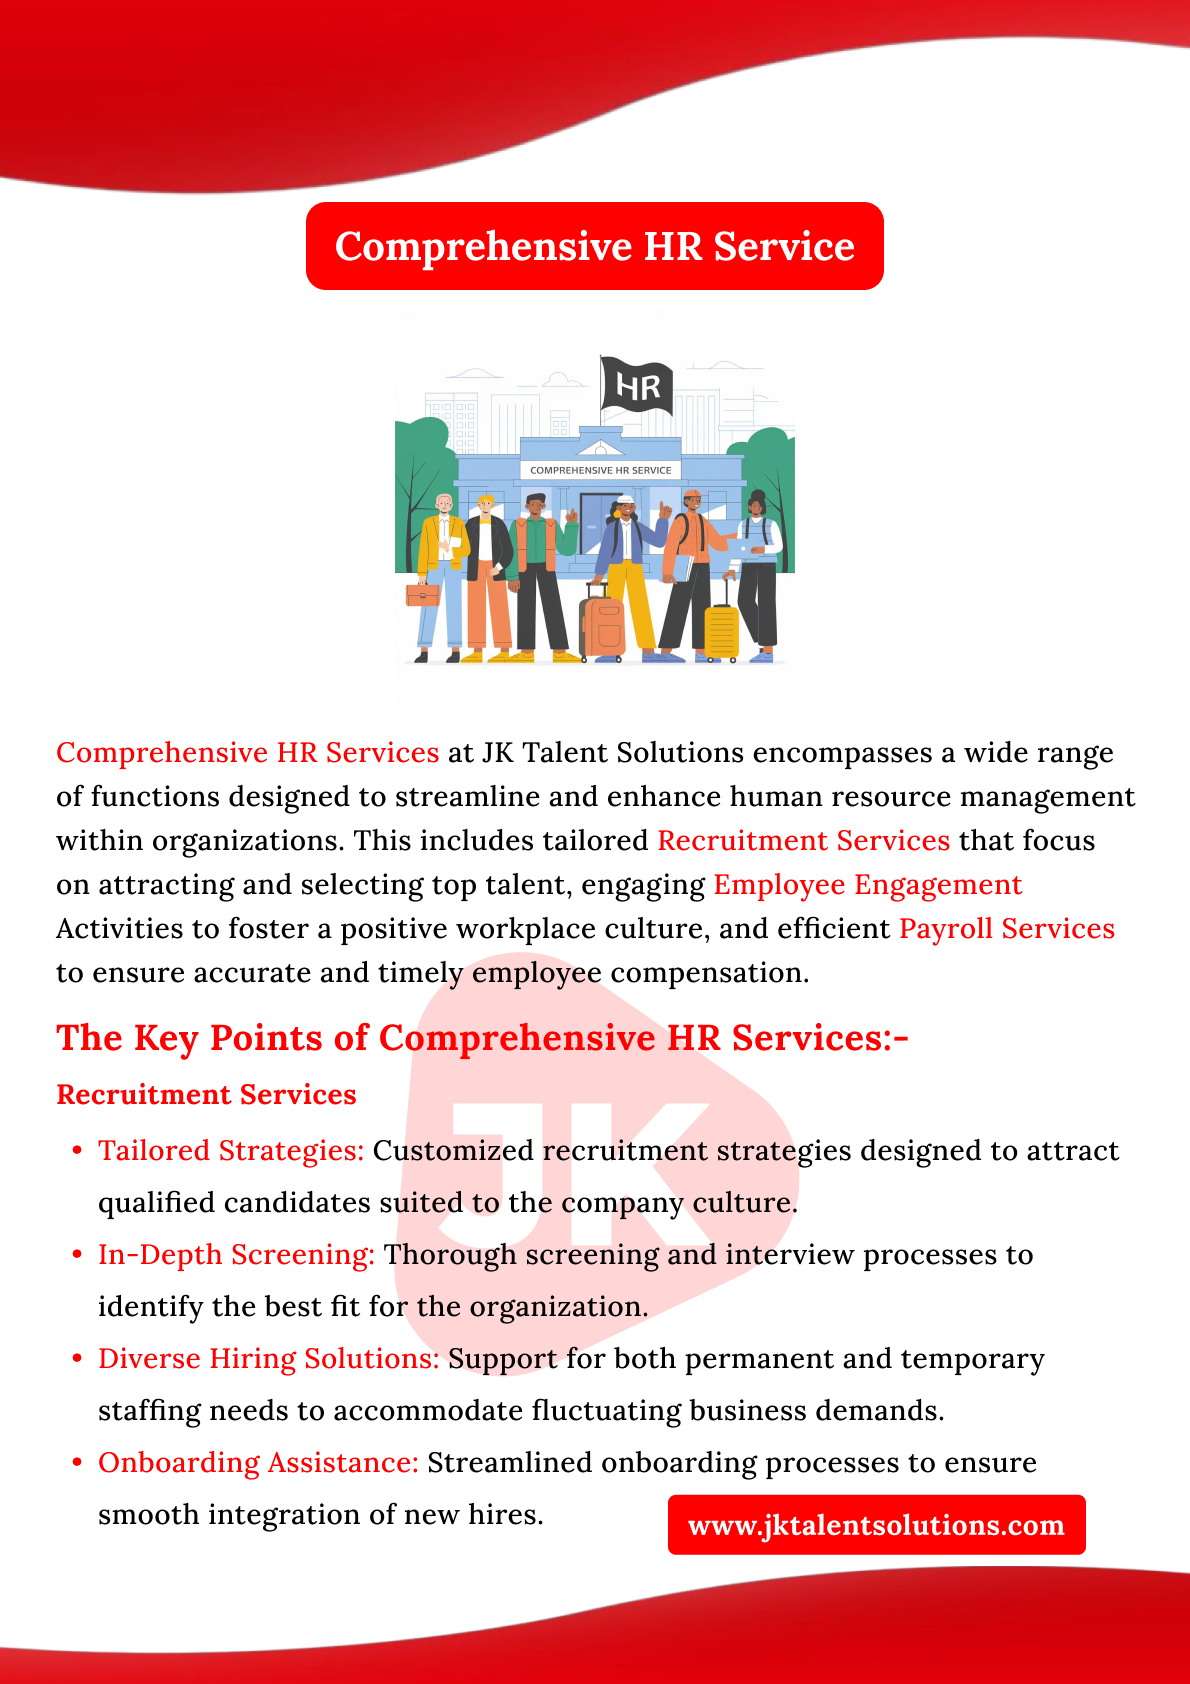 Comprehensive HR Service
HR
COMPREHENSIVE HR SERVICE
Comprehensive HR Services at JK Talent Solutions encompasses a wide range
of functions designed to streamline and enhance human resource management
within organizations. This includes tailored Recruitment Services that focus
on attracting and selecting top talent, engaging Employee Engagement
Activities to foster a positive workplace culture, and efficient Payroll Services
to ensure accurate and timely employee compensation.
The Key Points of Comprehensive HR Services:-
Recruitment Services
JK
• Tailored Strategies: Customized recruitment strategies designed to attract
qualified candidates suited to the company culture.
• In-Depth Screening: Thorough screening and interview processes to
identify the best fit for the organization.
• Diverse Hiring Solutions: Support for both permanent and temporary
staffing needs to accommodate fluctuating business demands.
• Onboarding Assistance: Streamlined onboarding processes to ensure
smooth integration of new hires.
www.jktalentsolutions.com